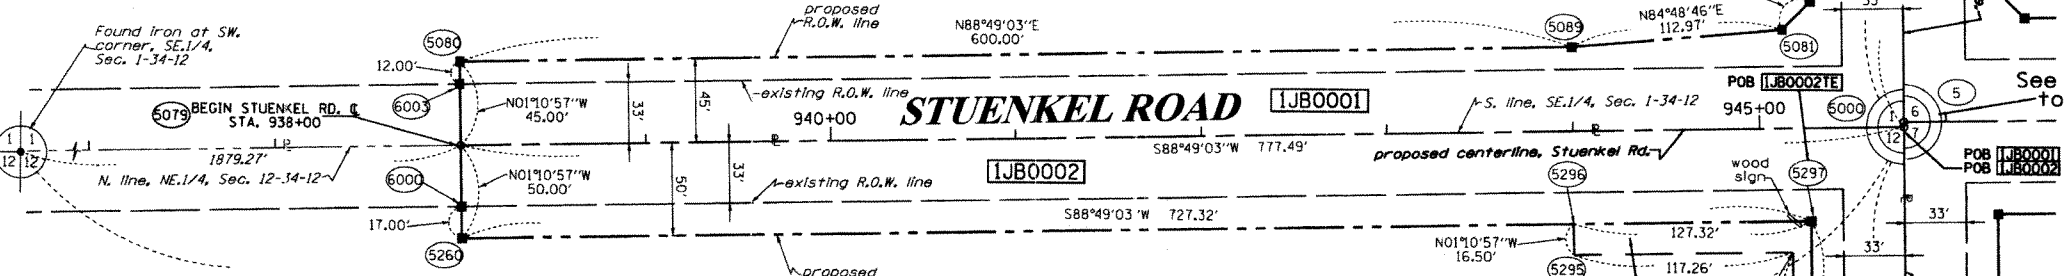 Found iron at SW.
corner, SE.1/4,
Sec. 1-34-12
5080
12.00'
proposed
R.O.W. line
N88°49'03"E
600.00'
5089
N84°48'46"E
112.97'
5081
33'
5079
BEGIN STUENKEL RD. ℄
STA. 938+00
6003
N01°10'57"W
45.00'
33'
45'
existing R.O.W. line
940+00
STUENKEL ROAD
1JB0001
S. line, SE.1/4, Sec. 1-34-12
POB 1JB0002TE
945+00
5000
5
See
to
1 1
12 12
1 6
12 7
1879.27'
N. line, NE.1/4, Sec. 12-34-12
6000
N01°10'57"W
50.00'
50'
33'
1JB0002
existing R.O.W. line
S88°49'03"W 777.49'
proposed centerline, Stuenkel Rd.
5296
wood
sign
5297
POB 1JB0001
POB 1JB0002
17.00'
5260
S88°49'03"W 727.32'
proposed
N01°10'57"W
16.50'
5295
127.32'
117.26'
33'
33'